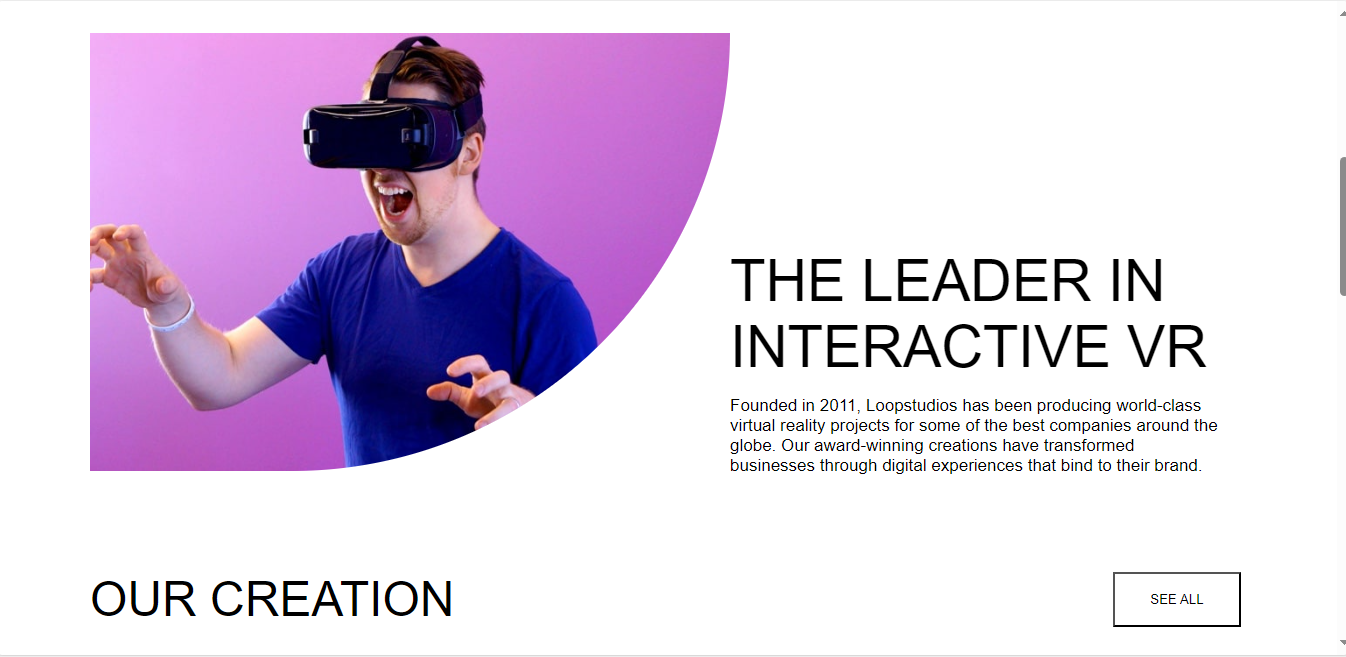 THE LEADER IN
INTERACTIVE VR
Founded in 2011, Loopstudios has been producing world-class
virtual reality projects for some of the best companies around the
globe. Our award-winning creations have transformed
businesses through digital experiences that bind to their brand.
OUR CREATION
SEE ALL